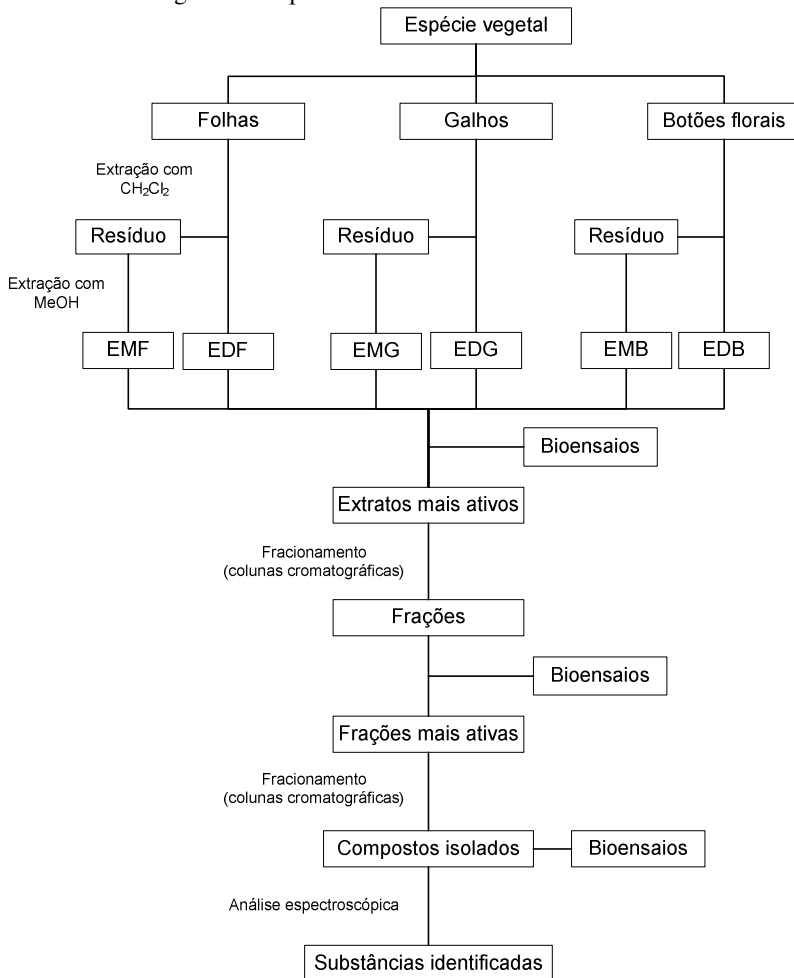 Espécie vegetal
Folhas
Galhos
Botões florais
Extração com
CH₂Cl₂
Resíduo
Resíduo
Resíduo
Extração com
MeOH
EMF
EDF
EMG
EDG
EMB
EDB
Bioensaios
Extratos mais ativos
Fracionamento
(colunas cromatográficas)
Frações
Bioensaios
Frações mais ativas
Fracionamento
(colunas cromatográficas)
Compostos isolados
Bioensaios
Análise espectroscópica
Substâncias identificadas